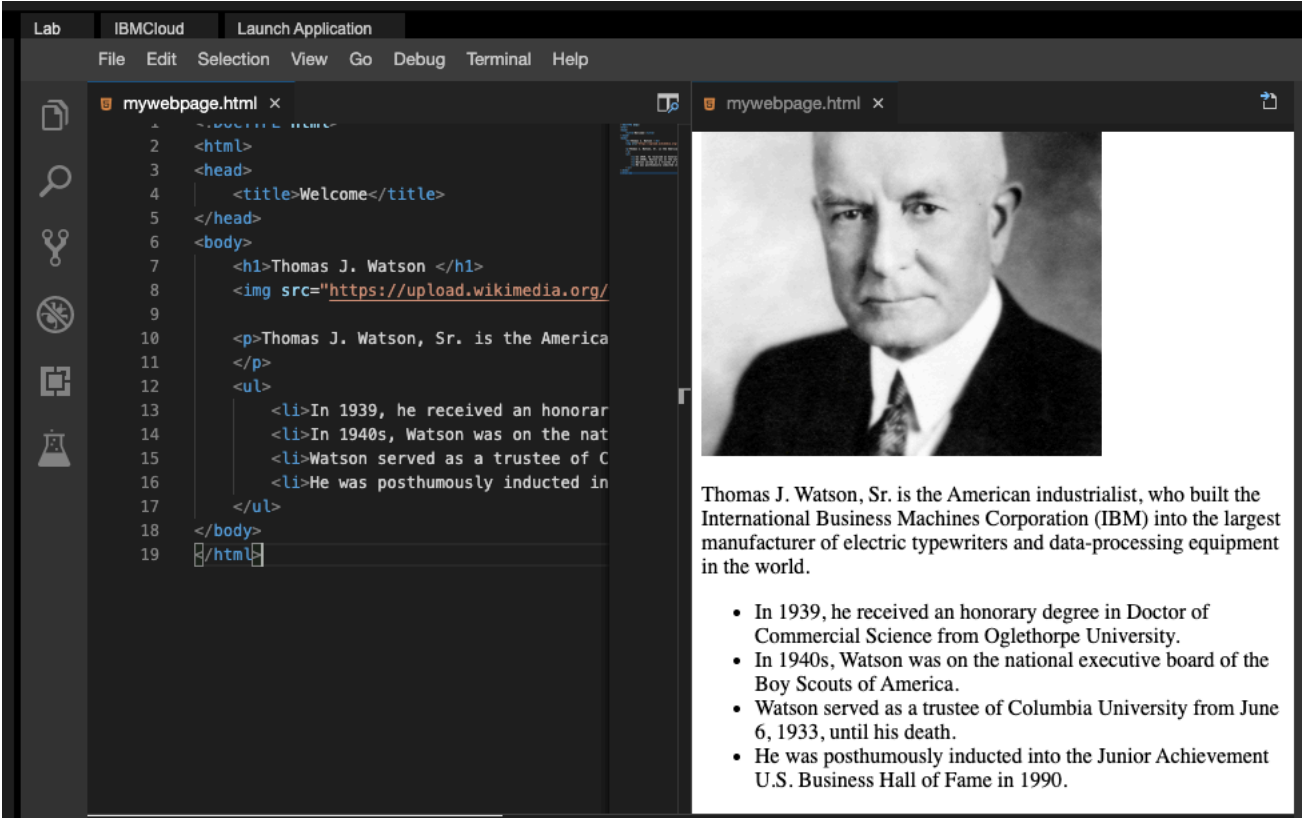 Lab IBMCloud Launch Application
File Edit Selection View Go Debug Terminal Help
mywebpage.html ×
1 <!DOCTYPE html>
2 <html>
3 <head>
4 <title>Welcome</title>
5 </head>
6 <body>
7 <h1>Thomas J. Watson </h1>
8 <img src="https://upload.wikimedia.org/
9
10 <p>Thomas J. Watson, Sr. is the America
11 </p>
12 <ul>
13 <li>In 1939, he received an honorar
14 <li>In 1940s, Watson was on the nat
15 <li>Watson served as a trustee of C
16 <li>He was posthumously inducted in
17 </ul>
18 </body>
19 </html>
mywebpage.html ×
Thomas J. Watson, Sr. is the American industrialist, who built the
International Business Machines Corporation (IBM) into the largest
manufacturer of electric typewriters and data-processing equipment
in the world.
• In 1939, he received an honorary degree in Doctor of
Commercial Science from Oglethorpe University.
• In 1940s, Watson was on the national executive board of the
Boy Scouts of America.
• Watson served as a trustee of Columbia University from June
6, 1933, until his death.
• He was posthumously inducted into the Junior Achievement
U.S. Business Hall of Fame in 1990.